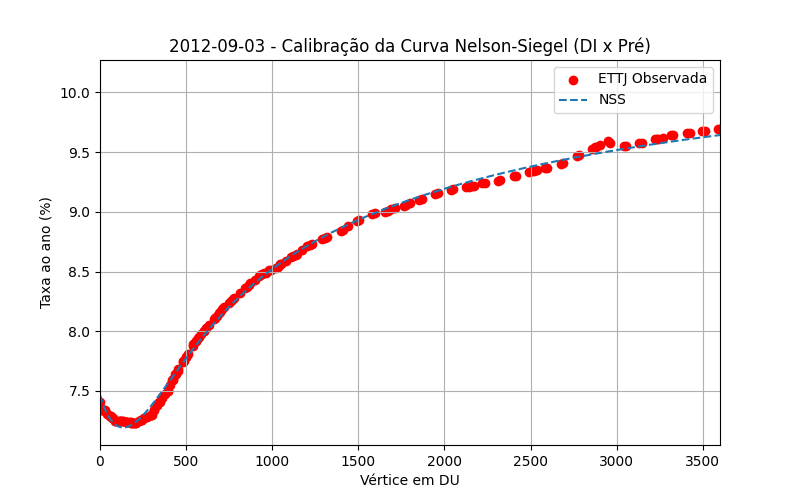 2012-09-03 - Calibração da Curva Nelson-Siegel (DI x Pré)
ETTJ Observada
NSS
Taxa ao ano (%)
10.0
9.5
9.0
8.5
8.0
7.5
0 500 1000 1500 2000 2500 3000 3500
Vértice em DU